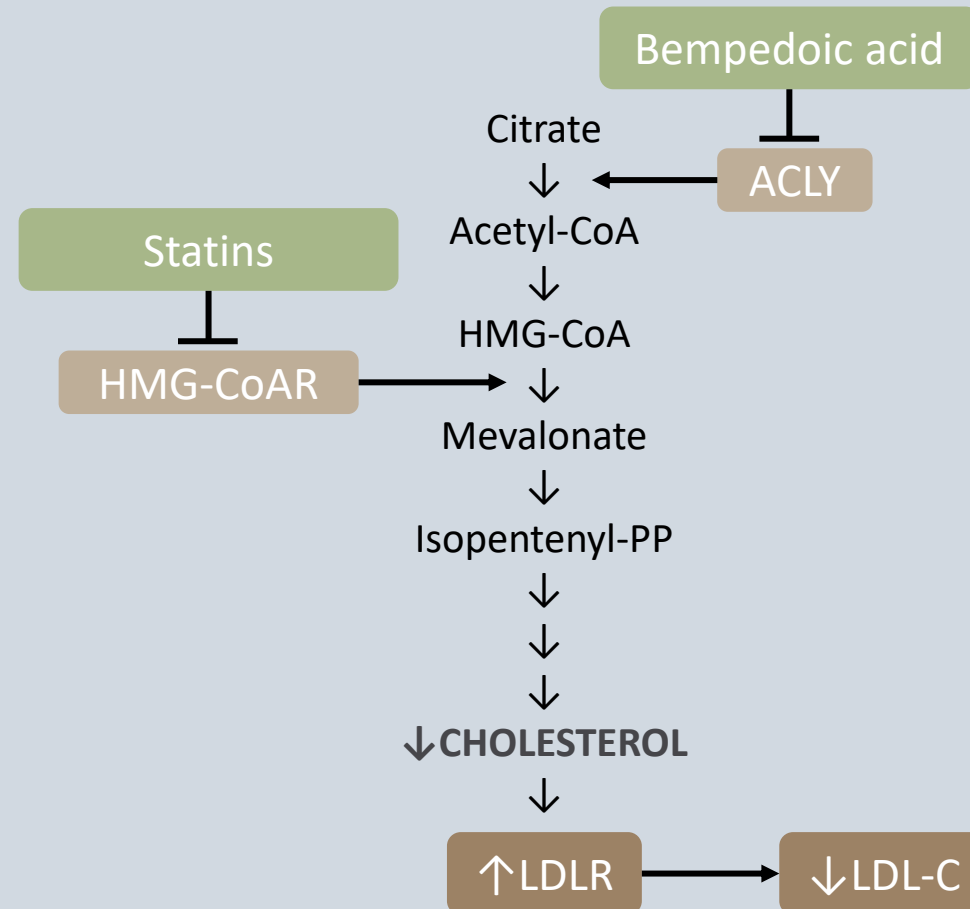 Bempedoic acid
Citrate
↓
ACLY
Acetyl-CoA
Statins
↓
HMG-CoA
HMG-CoAR
↓
Mevalonate
↓
Isopentenyl-PP
↓
↓
↓
↓CHOLESTEROL
↓
↑LDLR
↓LDL-C